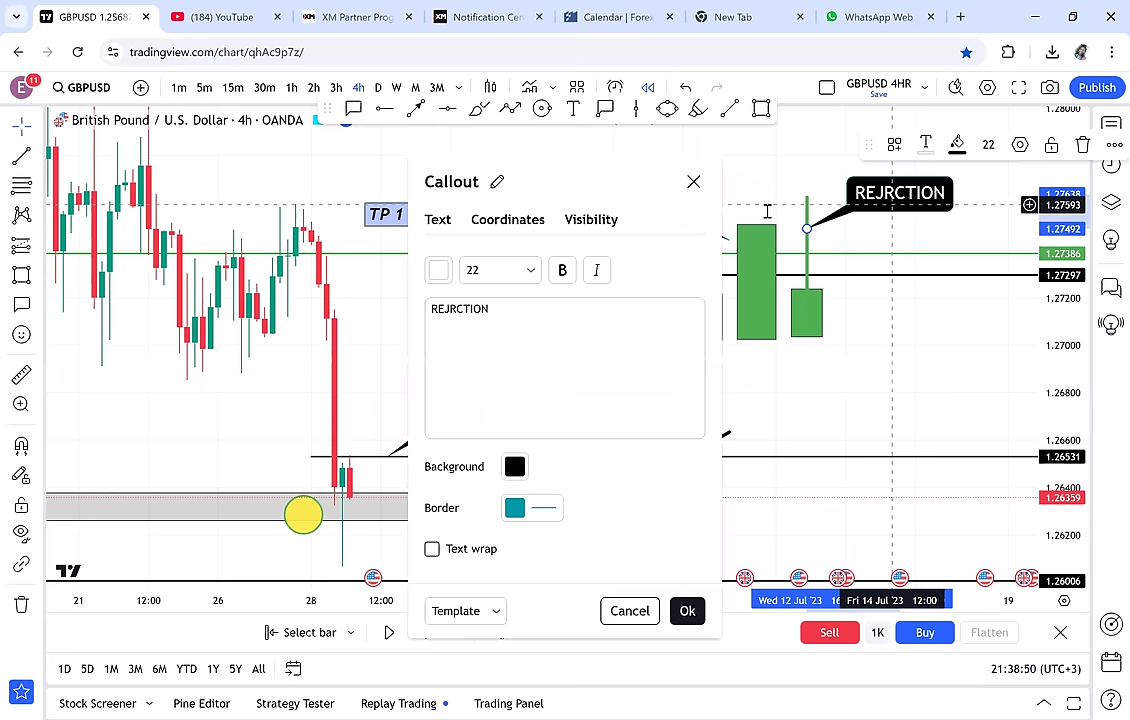 GBPUSD 1.2568
(184) YouTube
XM Partner Prog
Notification Cen
Calendar | Forex
New Tab
WhatsApp Web
tradingview.com/chart/qhAc9p7z/
E
11
GBPUSD
1m 5m 15m 30m 1h 2h 3h 4h D W M 3M
GBPUSD 4HR
Save
Publish
British Pound / U.S. Dollar · 4h · OANDA
22
TP 1
REJRCTION
Callout
Text Coordinates Visibility
22
B I
REJRCTION
Background
Border
Text wrap
Template
Cancel
Ok
1.28000
1.27638
1.27593
1.27492
1.27386
1.27297
1.27200
1.27000
1.26800
1.26600
1.26531
1.26400
1.26359
1.26200
1.26006
21 12:00 26 28 12:00
Wed 12 Jul '23 16
Fri 14 Jul '23 12:00
19
Select bar
Sell
1K
Buy
Flatten
1D 5D 1M 3M 6M YTD 1Y 5Y All
21:38:50 (UTC+3)
Stock Screener
Pine Editor
Strategy Tester
Replay Trading
Trading Panel